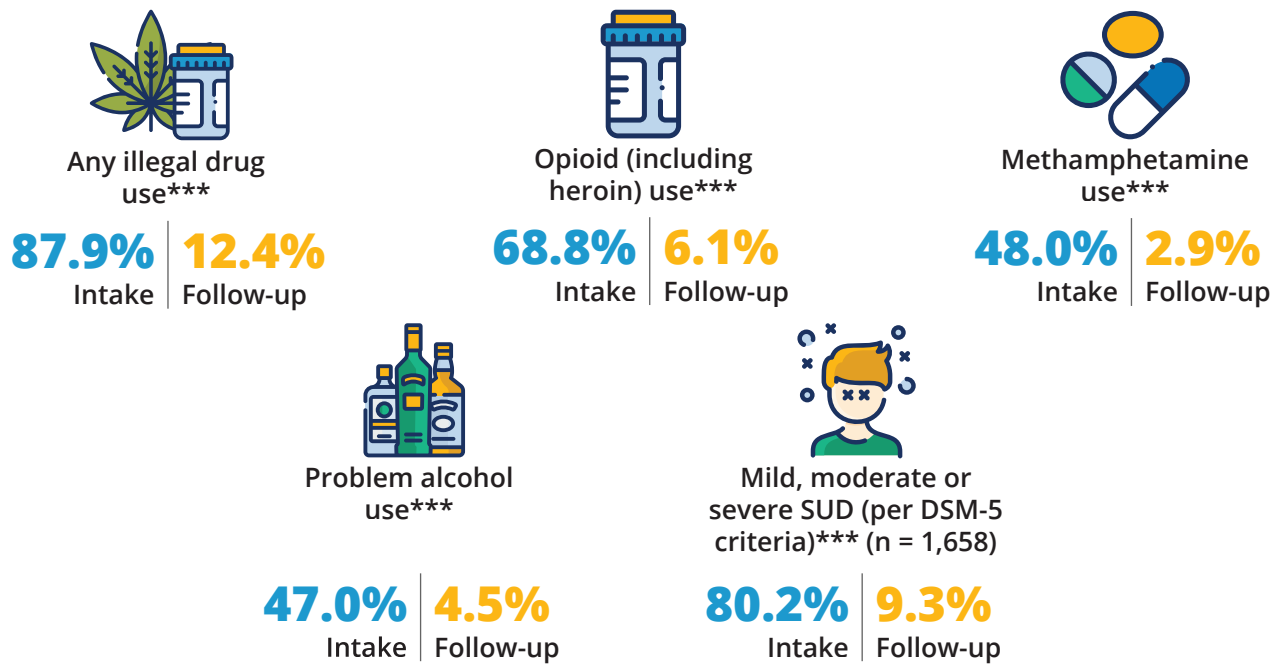 Any illegal drug
use***
87.9% 12.4%
Intake Follow-up
Opioid (including
heroin) use***
68.8% 6.1%
Intake Follow-up
Methamphetamine
use***
48.0% 2.9%
Intake Follow-up
Problem alcohol
use***
47.0% 4.5%
Intake Follow-up
Mild, moderate or
severe SUD (per DSM-5
criteria)*** (n = 1,658)
80.2% 9.3%
Intake Follow-up